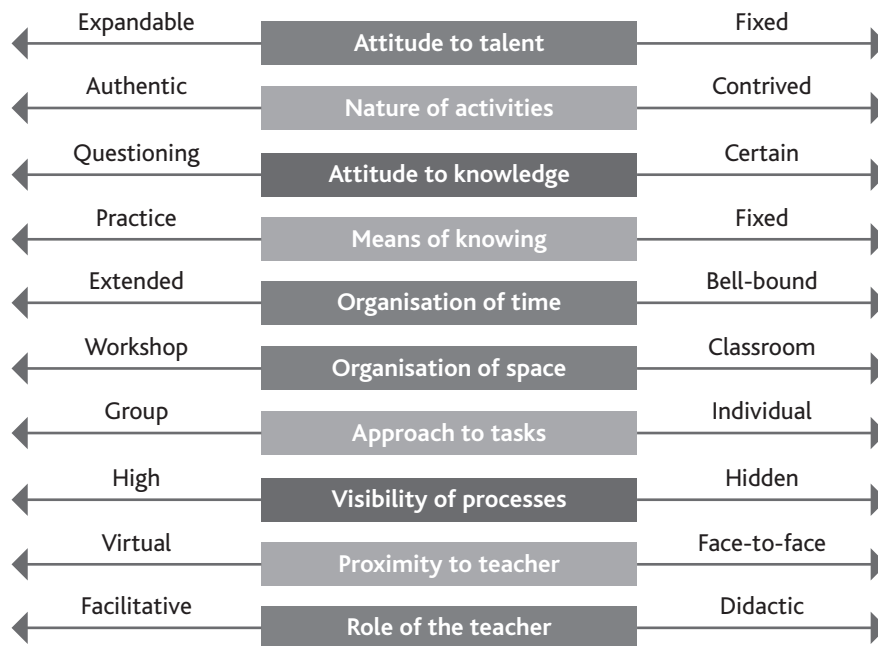 Expandable Attitude to talent Fixed
Authentic Nature of activities Contrived
Questioning Attitude to knowledge Certain
Practice Means of knowing Fixed
Extended Organisation of time Bell-bound
Workshop Organisation of space Classroom
Group Approach to tasks Individual
High Visibility of processes Hidden
Virtual Proximity to teacher Face-to-face
Facilitative Role of the teacher Didactic